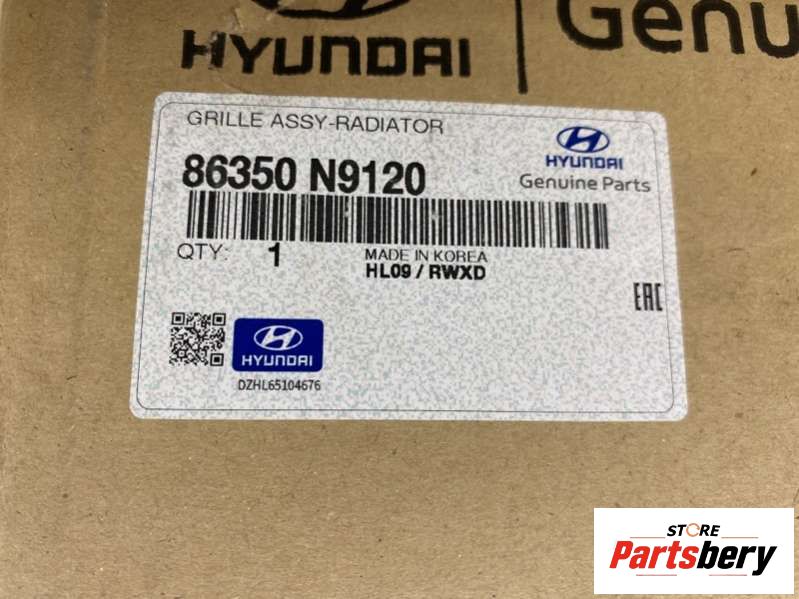 HYUNDAI
Genu
GRILLE ASSY-RADIATOR
86350 N9120
HYUNDAI
Genuine Parts
QTY: 1
MADE IN KOREA
HL09 / RWXD
EAC
HYUNDAI
DZHL65104676
STORE
Partsbery